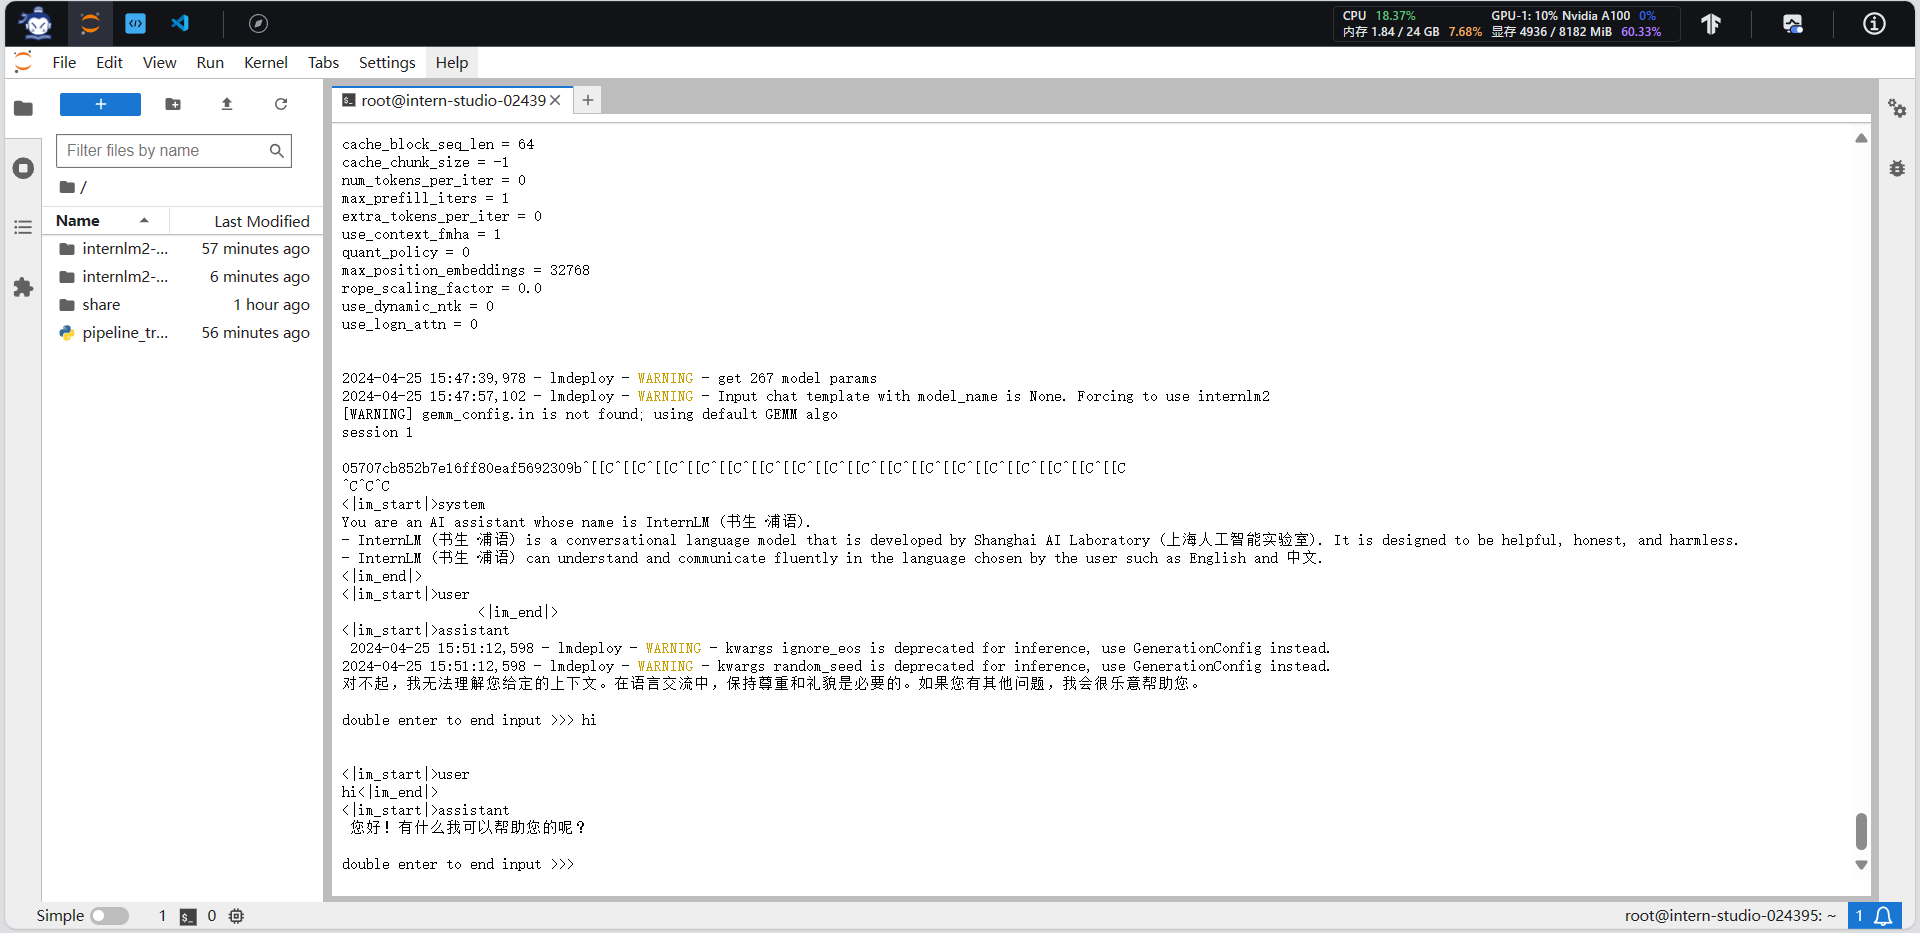 CPU 18.37% GPU-1: 10% Nvidia A100 0%
内存 1.84 / 24 GB 7.68% 显存 4936 / 8182 MiB 60.33%
File Edit View Run Kernel Tabs Settings Help
root@intern-studio-02439
Filter files by name
/
Name Last Modified
internlm2-... 57 minutes ago
internlm2-... 6 minutes ago
share 1 hour ago
pipeline_tr... 56 minutes ago
cache_block_seq_len = 64
cache_chunk_size = -1
num_tokens_per_iter = 0
max_prefill_iters = 1
extra_tokens_per_iter = 0
use_context_fmha = 1
quant_policy = 0
max_position_embeddings = 32768
rope_scaling_factor = 0.0
use_dynamic_ntk = 0
use_logn_attn = 0
2024-04-25 15:47:39,978 - lmdeploy - WARNING - get 267 model params
2024-04-25 15:47:57,102 - lmdeploy - WARNING - Input chat template with model_name is None. Forcing to use internlm2
[WARNING] gemm_config.in is not found; using default GEMM algo
session 1
05707cb852b7e16ff80eaf5692309b^[[C^[[C^[[C^[[C^[[C^[[C^[[C^[[C^[[C^[[C^[[C^[[C^[[C^[[C^[[C^[[C^[[C
^C^C^C
<|im_start|>system
You are an AI assistant whose name is InternLM (书生·浦语).
- InternLM (书生·浦语) is a conversational language model that is developed by Shanghai AI Laboratory (上海人工智能实验室). It is designed to be helpful, honest, and harmless.
- InternLM (书生·浦语) can understand and communicate fluently in the language chosen by the user such as English and 中文.
<|im_end|>
<|im_start|>user
<|im_end|>
<|im_start|>assistant
2024-04-25 15:51:12,598 - lmdeploy - WARNING - kwargs ignore_eos is deprecated for inference, use GenerationConfig instead.
2024-04-25 15:51:12,598 - lmdeploy - WARNING - kwargs random_seed is deprecated for inference, use GenerationConfig instead.
对不起，我无法理解您给定的上下文。在语言交流中，保持尊重和礼貌是必要的。如果您有其他问题，我会很乐意帮助您。
double enter to end input >>> hi
<|im_start|>user
hi<|im_end|>
<|im_start|>assistant
您好！有什么我可以帮助您的呢？
double enter to end input >>>
Simple 1 0 root@intern-studio-024395: ~ 1